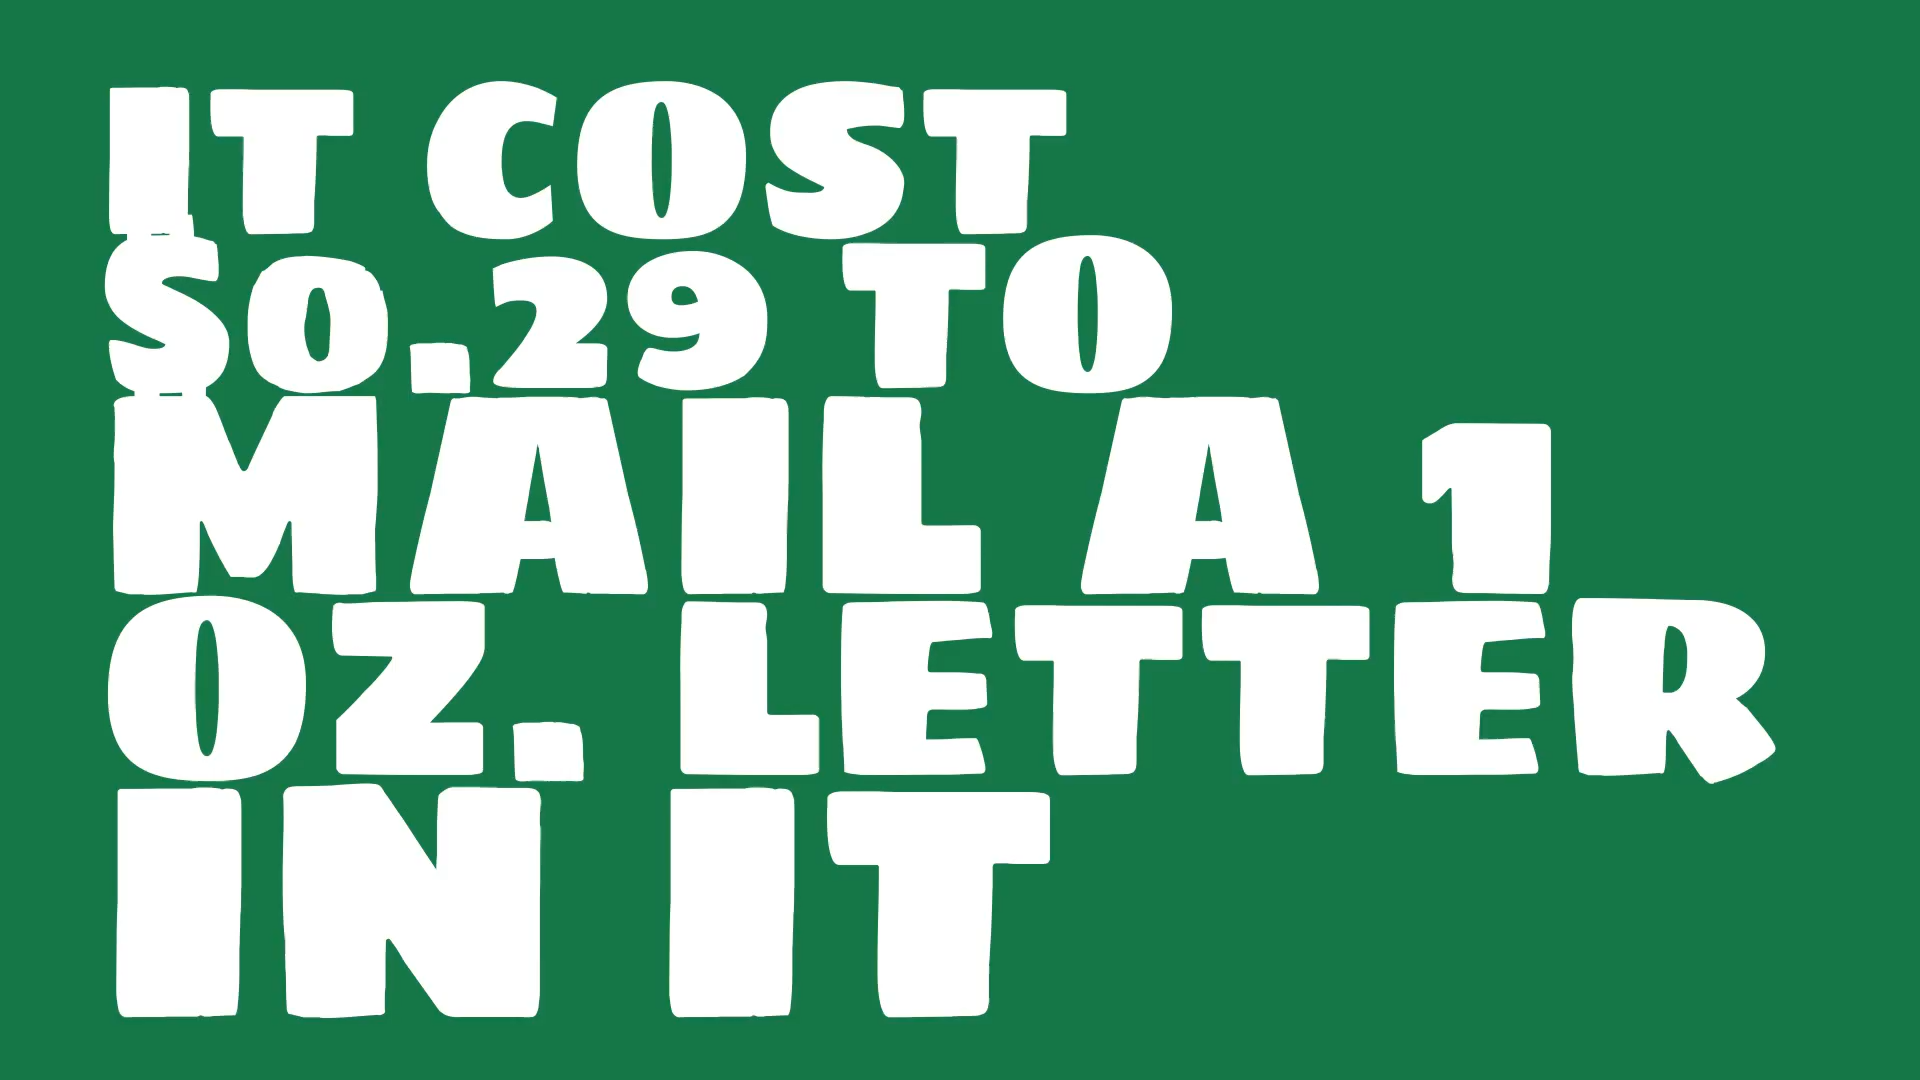 IT COST
$0.29 TO
MAIL A 1
OZ. LETTER
IN IT